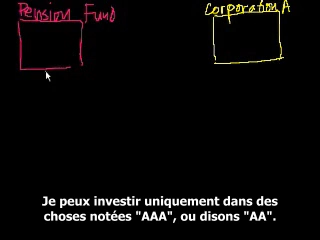 Pension Fund
Corporation A
Je peux investir uniquement dans des
choses notées "AAA", ou disons "AA".